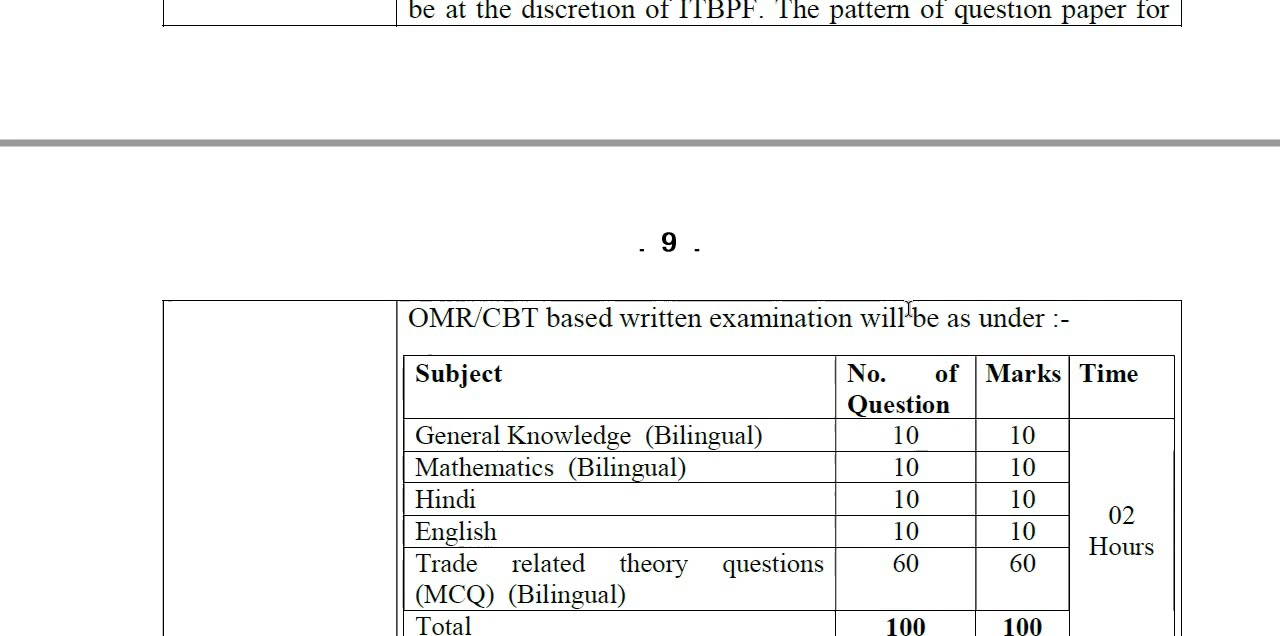 be at the discretion of ITBPF. The pattern of question paper for
- 9 -
OMR/CBT based written examination will be as under :-
Subject No. of Question Marks Time
General Knowledge (Bilingual) 10 10
Mathematics (Bilingual) 10 10
Hindi 10 10
English 10 10
02
Hours
Trade related theory questions 60 60
(MCQ) (Bilingual)
Total 100 100